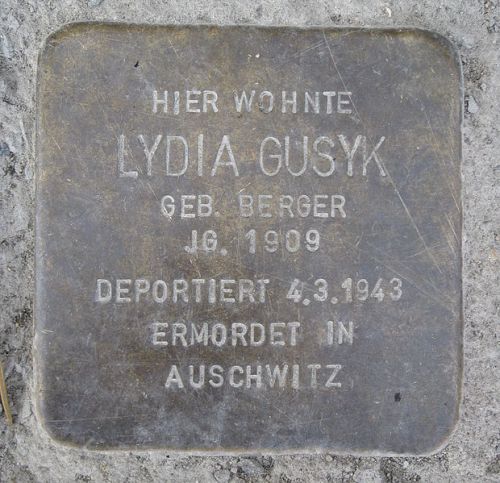 HIER WOHNTE
LYDIA GUSYK
GEB. BERGER
JG. 1909
DEPORTIERT 4.3.1943
ERMORDET IN
AUSCHWITZ